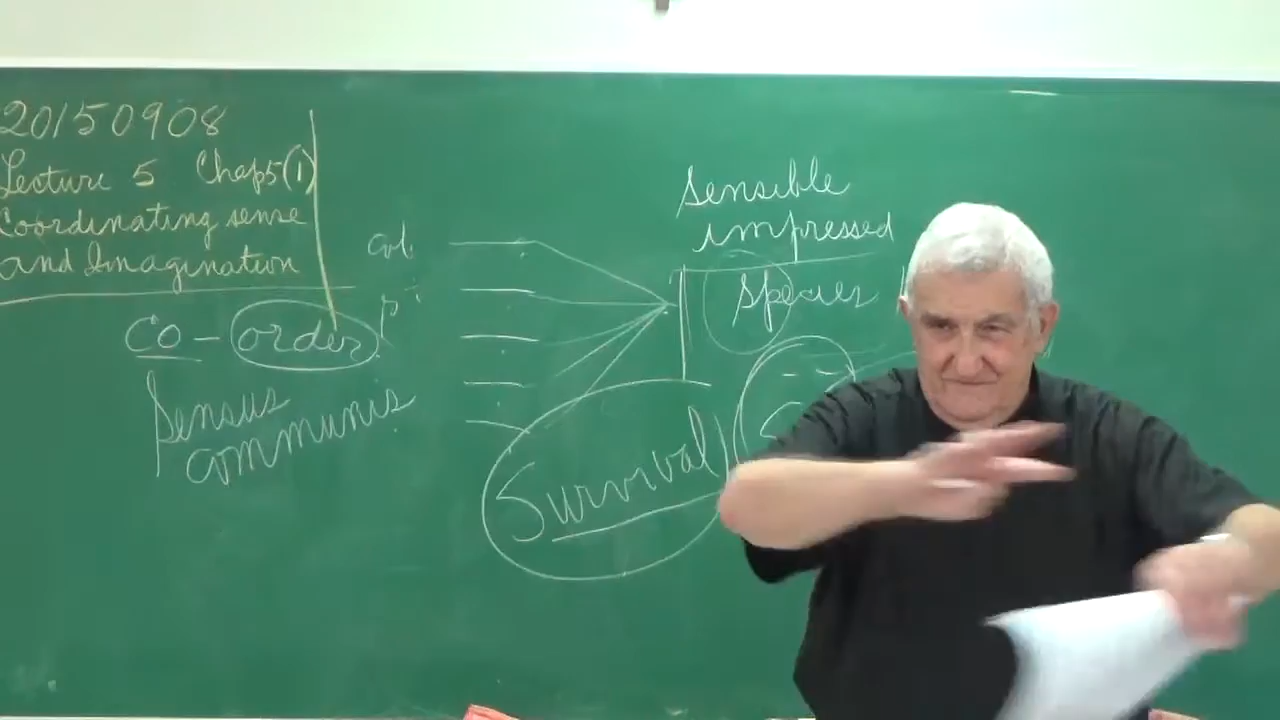 20150908
Lecture 5 Chap5(1)
Coordinating sense
and Imagination
co-order
Sensus
communis
sensible
impressed
species
Survival